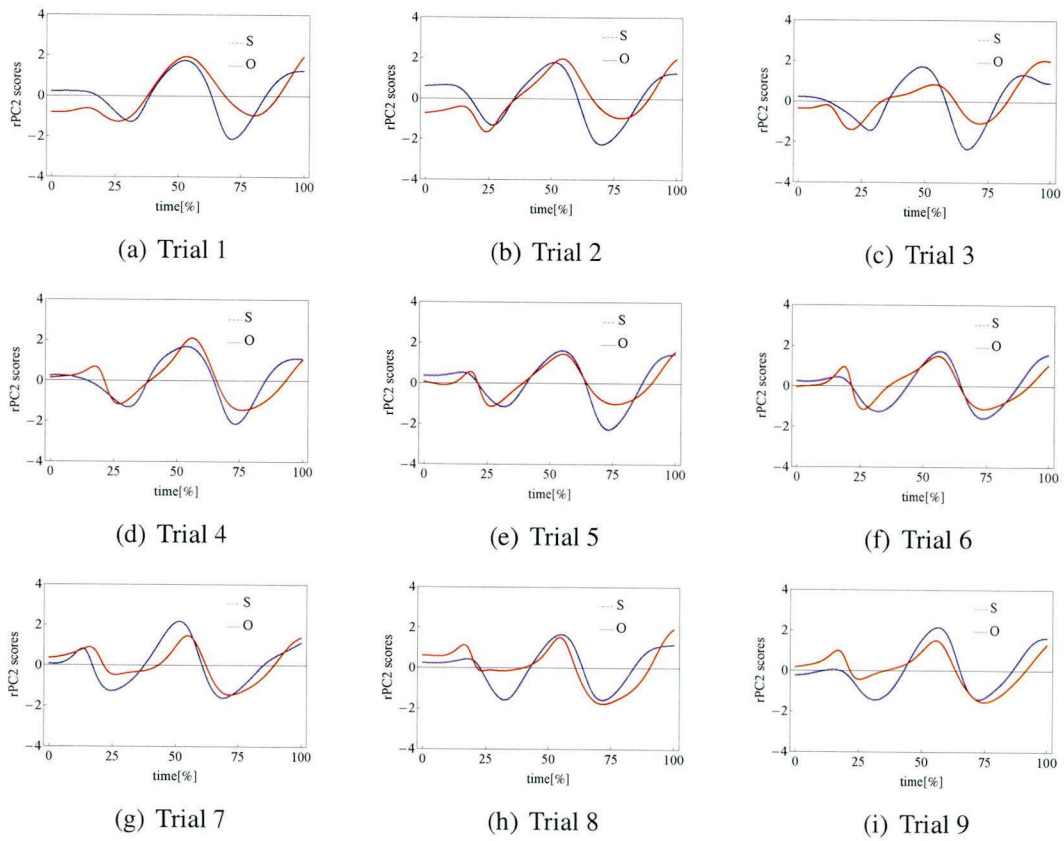 4
2
0
−2
−4
rPC2 scores
S
O
0 25 50 75 100
time[%]
(a) Trial 1
4
2
0
−2
−4
rPC2 scores
S
O
0 25 50 75 100
time[%]
(b) Trial 2
4
2
0
−2
−4
rPC2 scores
S
O
0 25 50 75 100
time[%]
(c) Trial 3
4
2
0
−2
−4
rPC2 scores
S
O
0 25 50 75 100
time[%]
(d) Trial 4
4
2
0
−2
−4
rPC2 scores
S
O
0 25 50 75 100
time[%]
(e) Trial 5
4
2
0
−2
−4
rPC2 scores
S
O
0 25 50 75 100
time[%]
(f) Trial 6
4
2
0
−2
−4
rPC2 scores
S
O
0 25 50 75 100
time[%]
(g) Trial 7
4
2
0
−2
−4
rPC2 scores
S
O
0 25 50 75 100
time[%]
(h) Trial 8
4
2
0
−2
−4
rPC2 scores
S
O
0 25 50 75 100
time[%]
(i) Trial 9